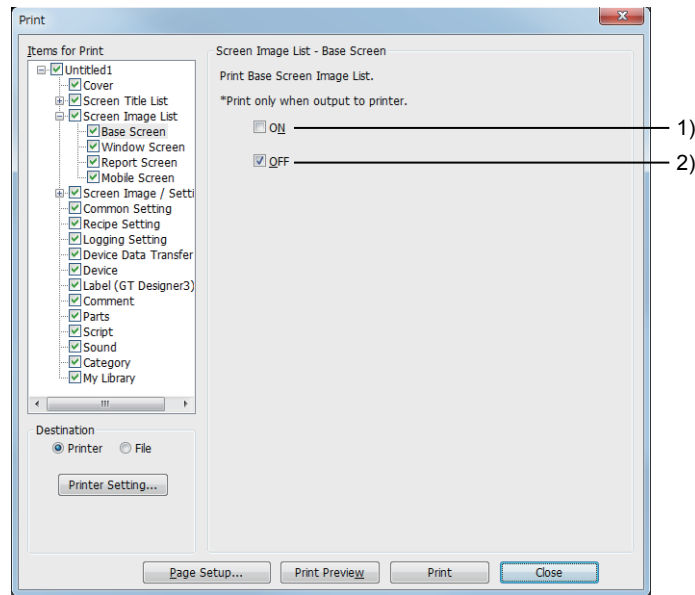 Print
x
Items for Print
Untitled1
Cover
Screen Title List
Screen Image List
Base Screen
Window Screen
Report Screen
Mobile Screen
Screen Image / Setti
Common Setting
Recipe Setting
Logging Setting
Device Data Transfer
Device
Label (GT Designer3)
Comment
Parts
Script
Sound
Category
My Library
Destination
Printer File
Printer Setting...
Screen Image List - Base Screen
Print Base Screen Image List.
*Print only when output to printer.
ON 1)
OFF 2)
Page Setup... Print Preview Print Close